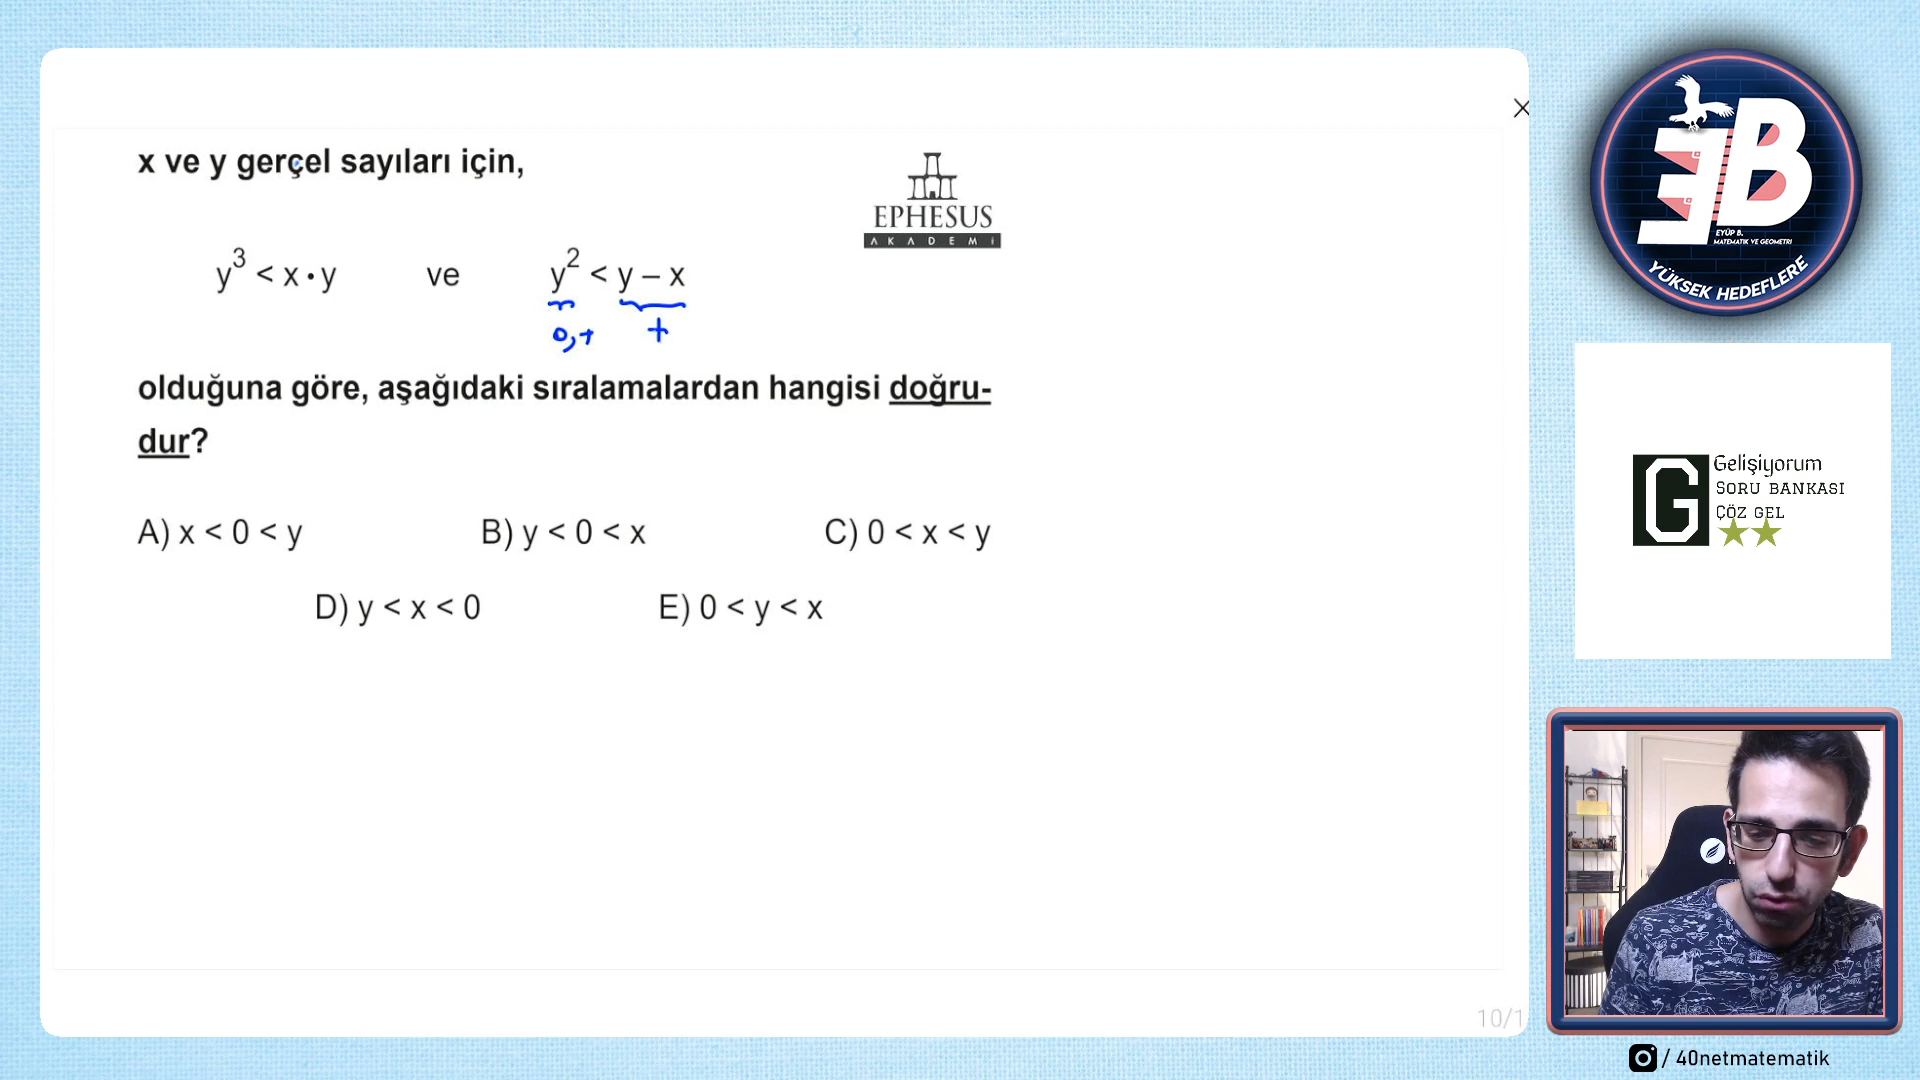 x ve y gerçel sayıları için,
EPHESUS
AKADEMİ
y³ < x • y ve y² < y – x
0,+ +
olduğuna göre, aşağıdaki sıralamalardan hangisi doğru-
dur?
A) x < 0 < y B) y < 0 < x C) 0 < x < y
D) y < x < 0 E) 0 < y < x
10/1
EB
EYÜP B.
MATEMATİK VE GEOMETRİ
YÜKSEK HEDEFLERE
G
Gelişiyorum
SORU BANKASI
ÇÖZ GEL
/ 40netmatematik